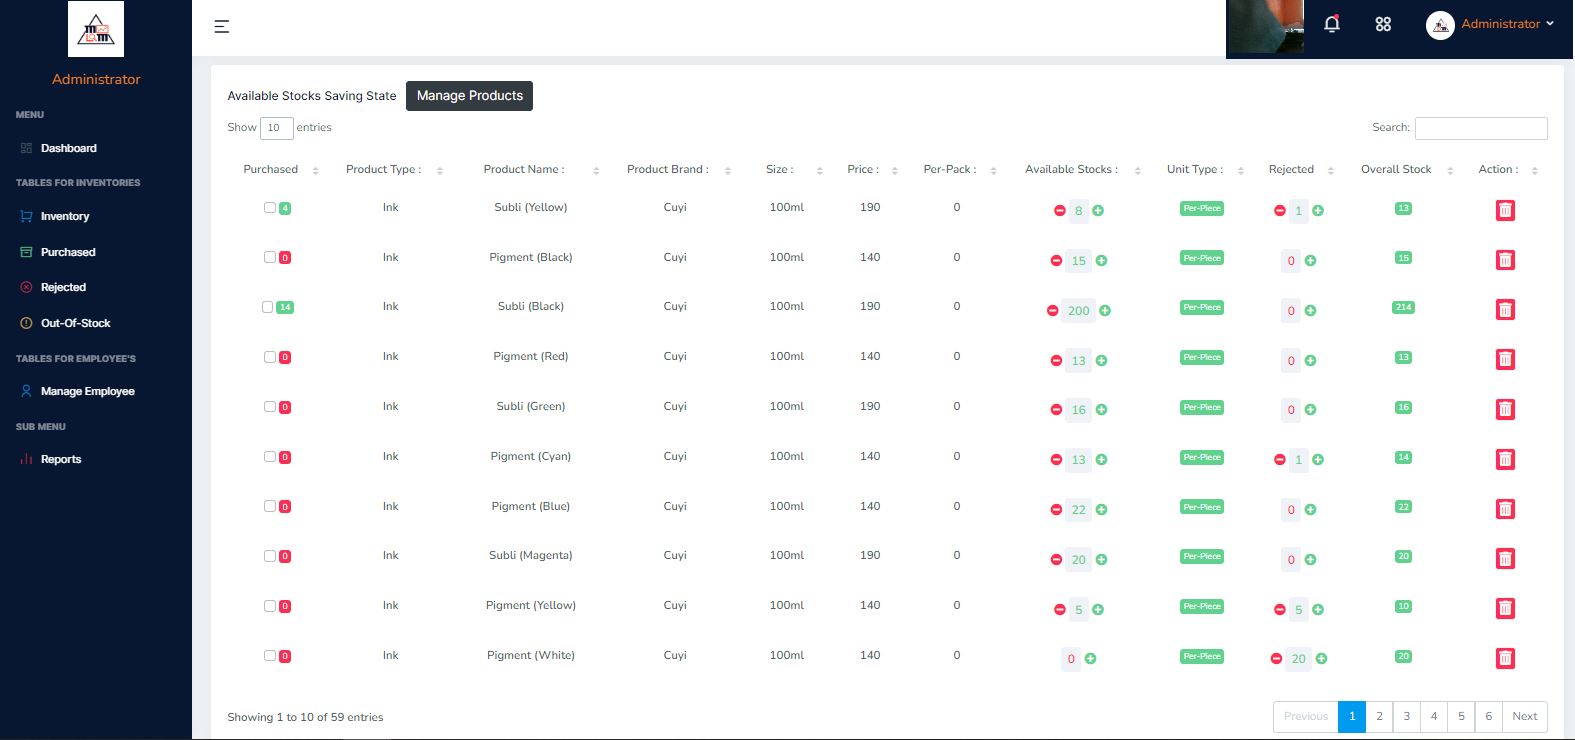 Administrator
Administrator
MENU
Dashboard
TABLES FOR INVENTORIES
Inventory
Purchased
Rejected
Out-Of-Stock
TABLES FOR EMPLOYEE'S
Manage Employee
SUB MENU
Reports
Available Stocks Saving State Manage Products
Show 10 entries Search:
Purchased Product Type : Product Name : Product Brand : Size : Price : Per-Pack : Available Stocks : Unit Type : Rejected Overall Stock Action :
4 Ink Subli (Yellow) Cuyi 100ml 190 0 8 Per-Piece 1 13
0 Ink Pigment (Black) Cuyi 100ml 140 0 15 Per-Piece 0 15
14 Ink Subli (Black) Cuyi 100ml 190 0 200 Per-Piece 0 214
0 Ink Pigment (Red) Cuyi 100ml 140 0 13 Per-Piece 0 13
0 Ink Subli (Green) Cuyi 100ml 190 0 16 Per-Piece 0 16
0 Ink Pigment (Cyan) Cuyi 100ml 140 0 13 Per-Piece 1 14
0 Ink Pigment (Blue) Cuyi 100ml 140 0 22 Per-Piece 0 22
0 Ink Subli (Magenta) Cuyi 100ml 190 0 20 Per-Piece 0 20
0 Ink Pigment (Yellow) Cuyi 100ml 140 0 5 Per-Piece 5 10
0 Ink Pigment (White) Cuyi 100ml 140 0 0 Per-Piece 20 20
Showing 1 to 10 of 59 entries Previous 1 2 3 4 5 6 Next